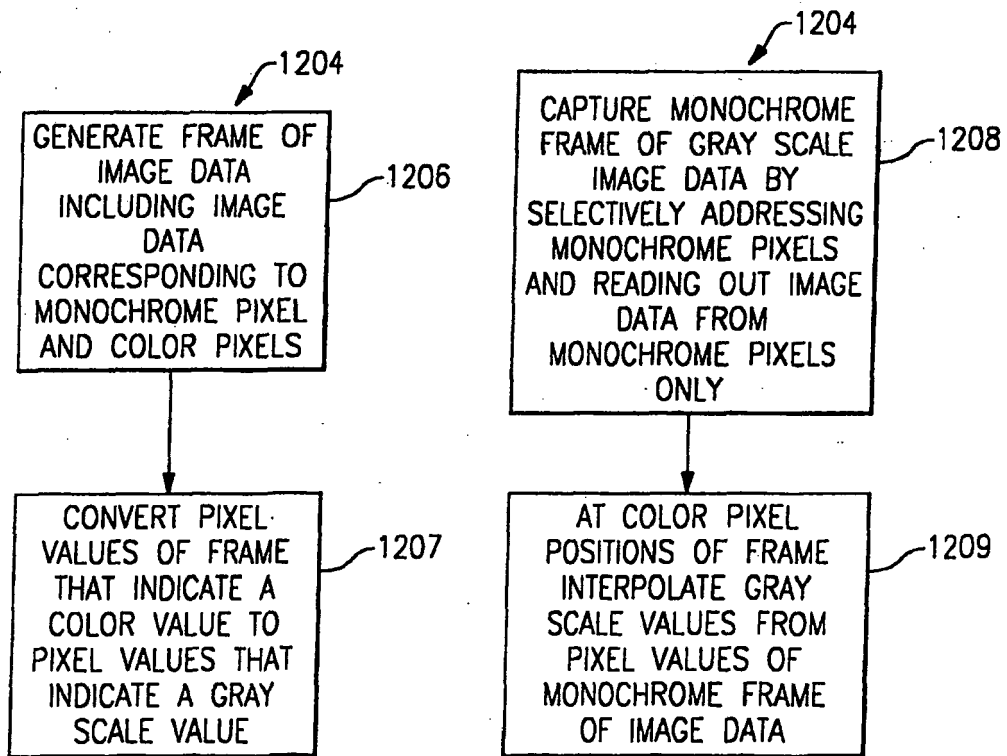 1204
GENERATE FRAME OF
IMAGE DATA
INCLUDING IMAGE
DATA
CORRESPONDING TO
MONOCHROME PIXEL
AND COLOR PIXELS
1206
CONVERT PIXEL
VALUES OF FRAME
THAT INDICATE A
COLOR VALUE TO
PIXEL VALUES THAT
INDICATE A GRAY
SCALE VALUE
1207
1204
CAPTURE MONOCHROME
FRAME OF GRAY SCALE
IMAGE DATA BY
SELECTIVELY ADDRESSING
MONOCHROME PIXELS
AND READING OUT IMAGE
DATA FROM
MONOCHROME PIXELS
ONLY
1208
AT COLOR PIXEL
POSITIONS OF FRAME
INTERPOLATE GRAY
SCALE VALUES FROM
PIXEL VALUES OF
MONOCHROME FRAME
OF IMAGE DATA
1209